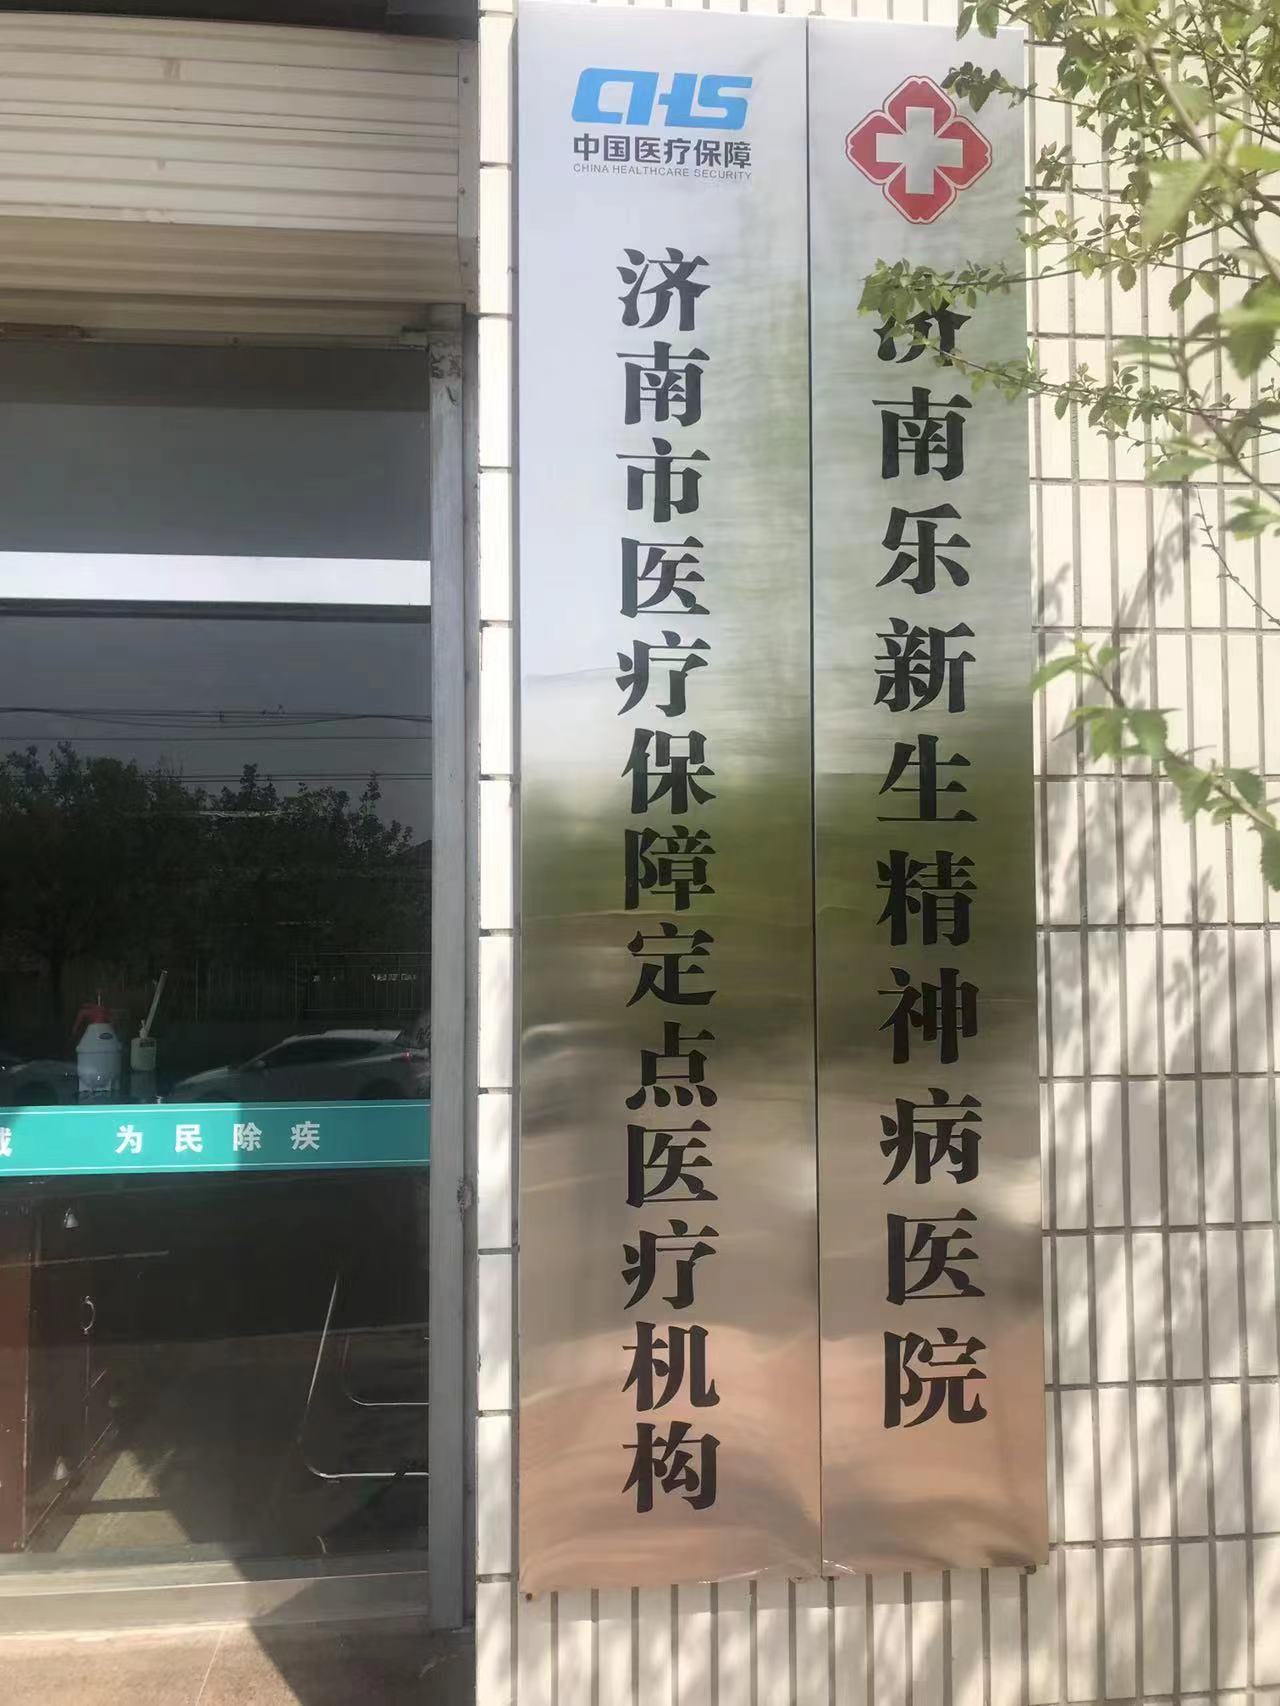 CHS
中国医疗保障
CHINA HEALTHCARE SECURITY
济南市医疗保障定点医疗机构
济南乐新生精神病医院
为民除疾